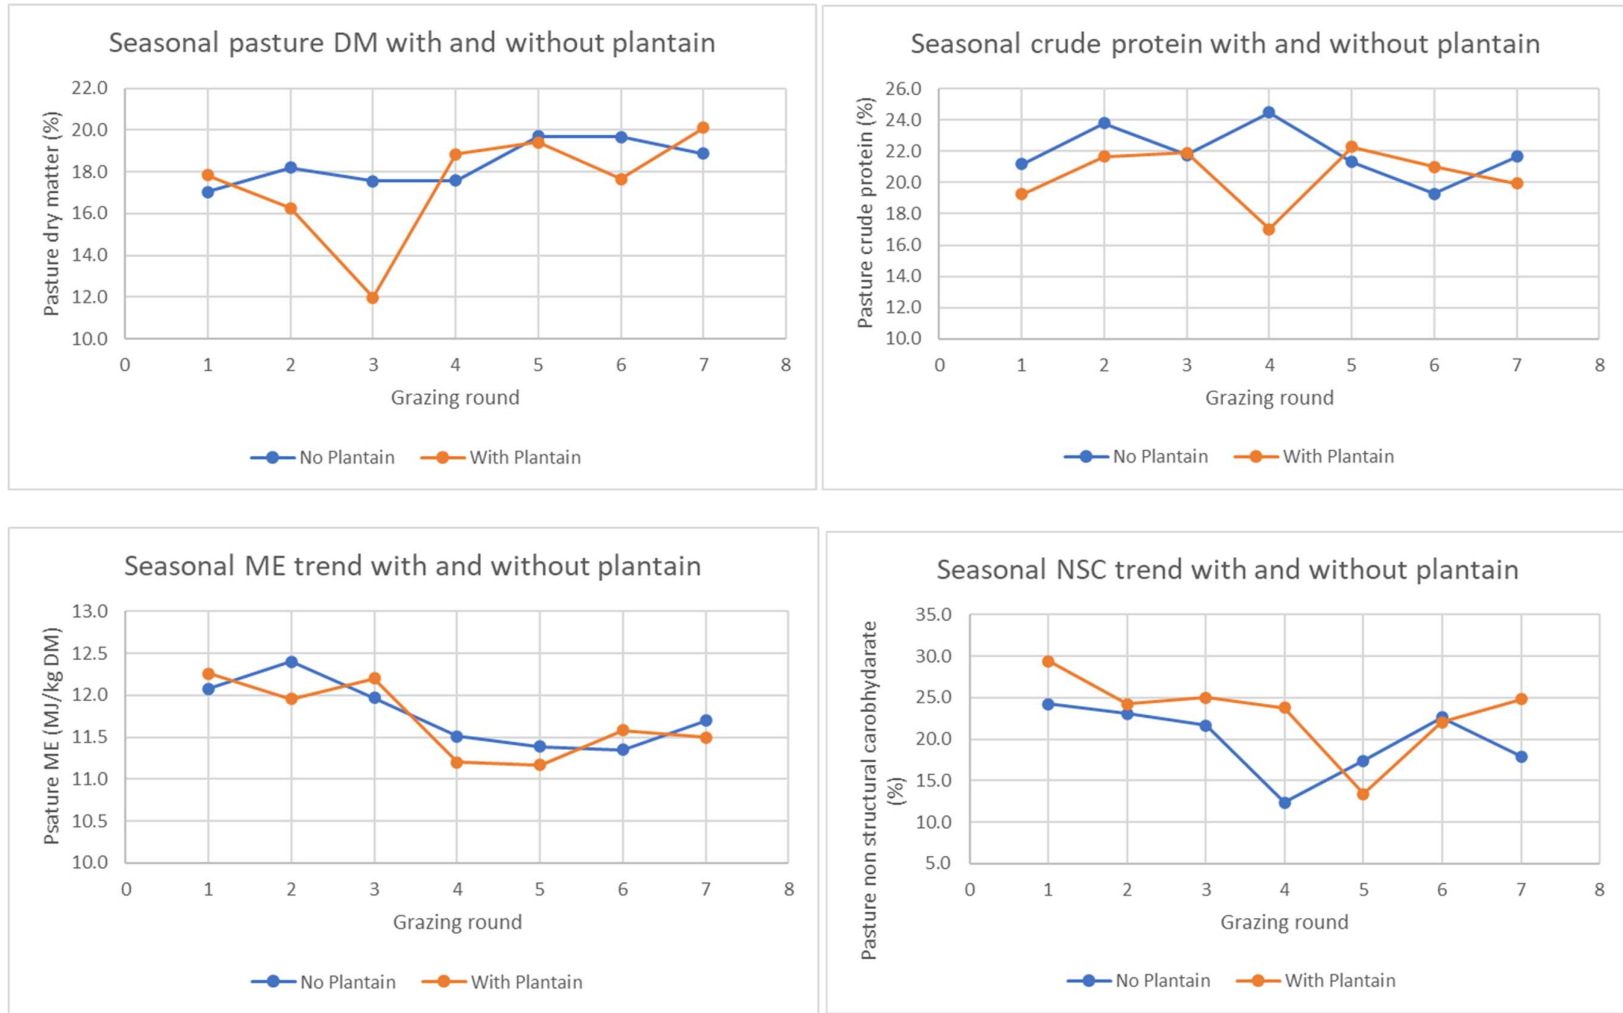 Seasonal pasture DM with and without plantain
Pasture dry matter (%)
22.0
20.0
18.0
16.0
14.0
12.0
10.0
0 1 2 3 4 5 6 7 8
Grazing round
No Plantain With Plantain
Seasonal crude protein with and without plantain
Pasture crude protein (%)
26.0
24.0
22.0
20.0
18.0
16.0
14.0
12.0
10.0
0 1 2 3 4 5 6 7 8
Grazing round
No Plantain With Plantain
Seasonal ME trend with and without plantain
Psature ME (MJ/kg DM)
13.0
12.5
12.0
11.5
11.0
10.5
10.0
0 1 2 3 4 5 6 7 8
Grazing round
No Plantain With Plantain
Seasonal NSC trend with and without plantain
Pasture non structural carobhydarate
(%)
35.0
30.0
25.0
20.0
15.0
10.0
5.0
0 1 2 3 4 5 6 7 8
Grazing round
No Plantain With Plantain